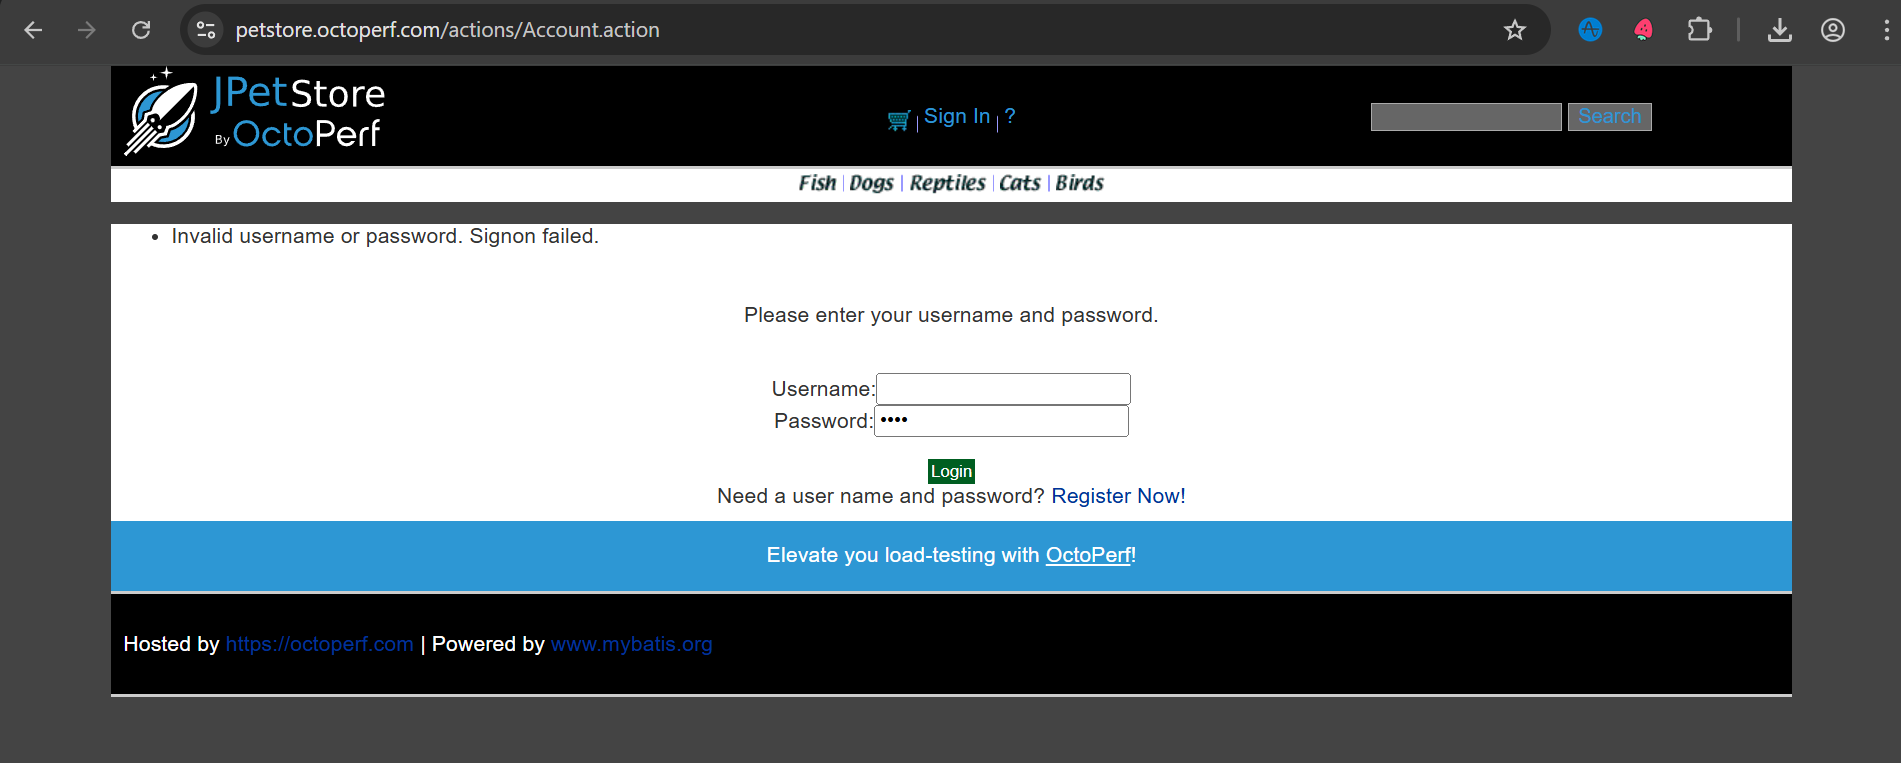 petstore.octoperf.com/actions/Account.action
JPetStore
By OctoPerf
Sign In | ?
Search
Fish | Dogs | Reptiles | Cats | Birds
• Invalid username or password. Signon failed.
Please enter your username and password.
Username:
Password: ••••
Login
Need a user name and password? Register Now!
Elevate you load-testing with OctoPerf!
Hosted by https://octoperf.com | Powered by www.mybatis.org